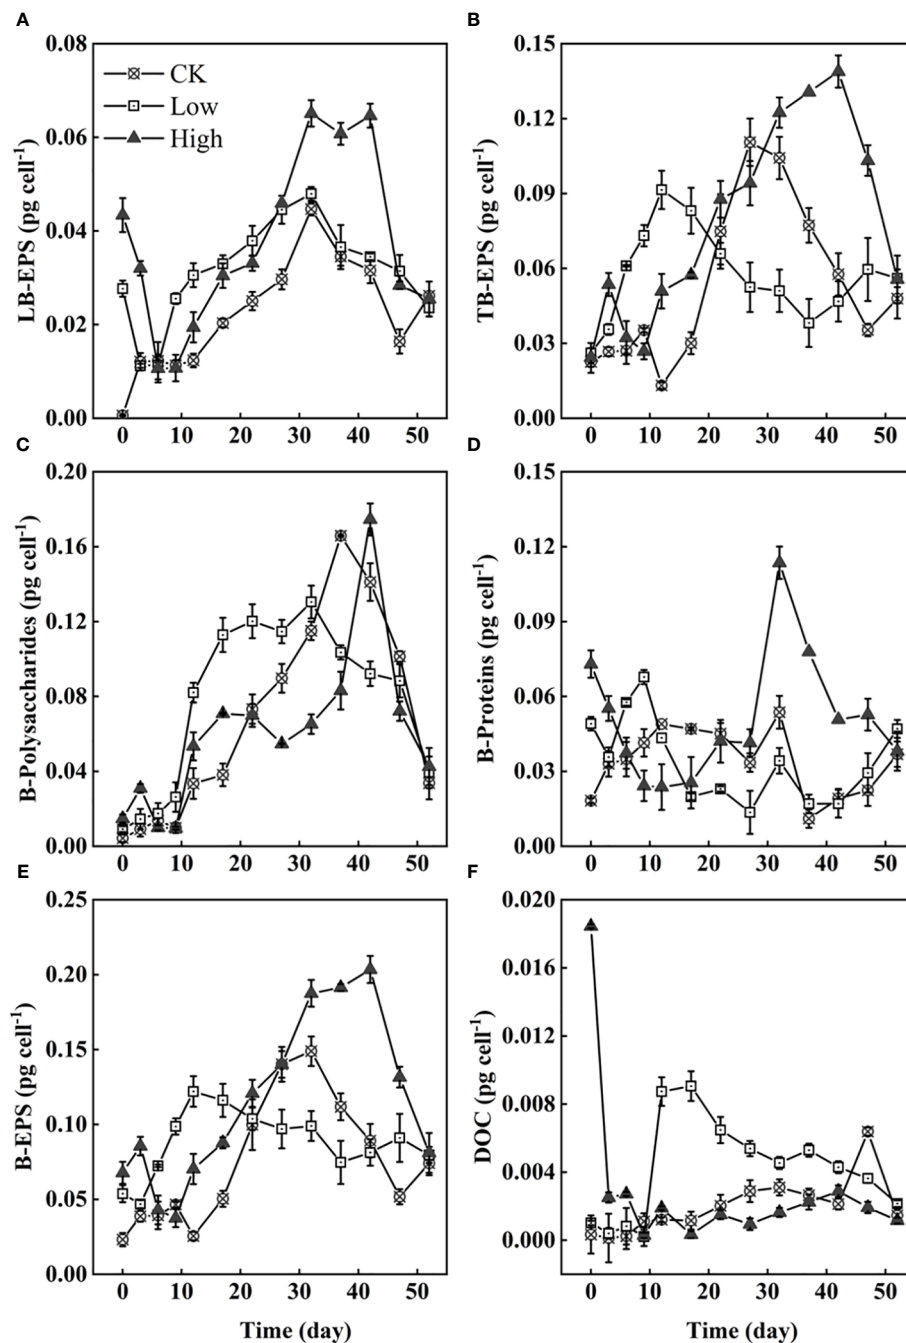 A
0.08
0.06
0.04
0.02
0.00
LB-EPS (pg cell⁻¹)
CK
Low
High
0 10 20 30 40 50
B
0.15
0.12
0.09
0.06
0.03
0.00
TB-EPS (pg cell⁻¹)
0 10 20 30 40 50
C
0.20
0.16
0.12
0.08
0.04
0.00
B-Polysaccharides (pg cell⁻¹)
0 10 20 30 40 50
D
0.15
0.12
0.09
0.06
0.03
0.00
B-Proteins (pg cell⁻¹)
0 10 20 30 40 50
E
0.25
0.20
0.15
0.10
0.05
0.00
B-EPS (pg cell⁻¹)
0 10 20 30 40 50
Time (day)
F
0.020
0.016
0.012
0.008
0.004
0.000
DOC (pg cell⁻¹)
0 10 20 30 40 50
Time (day)